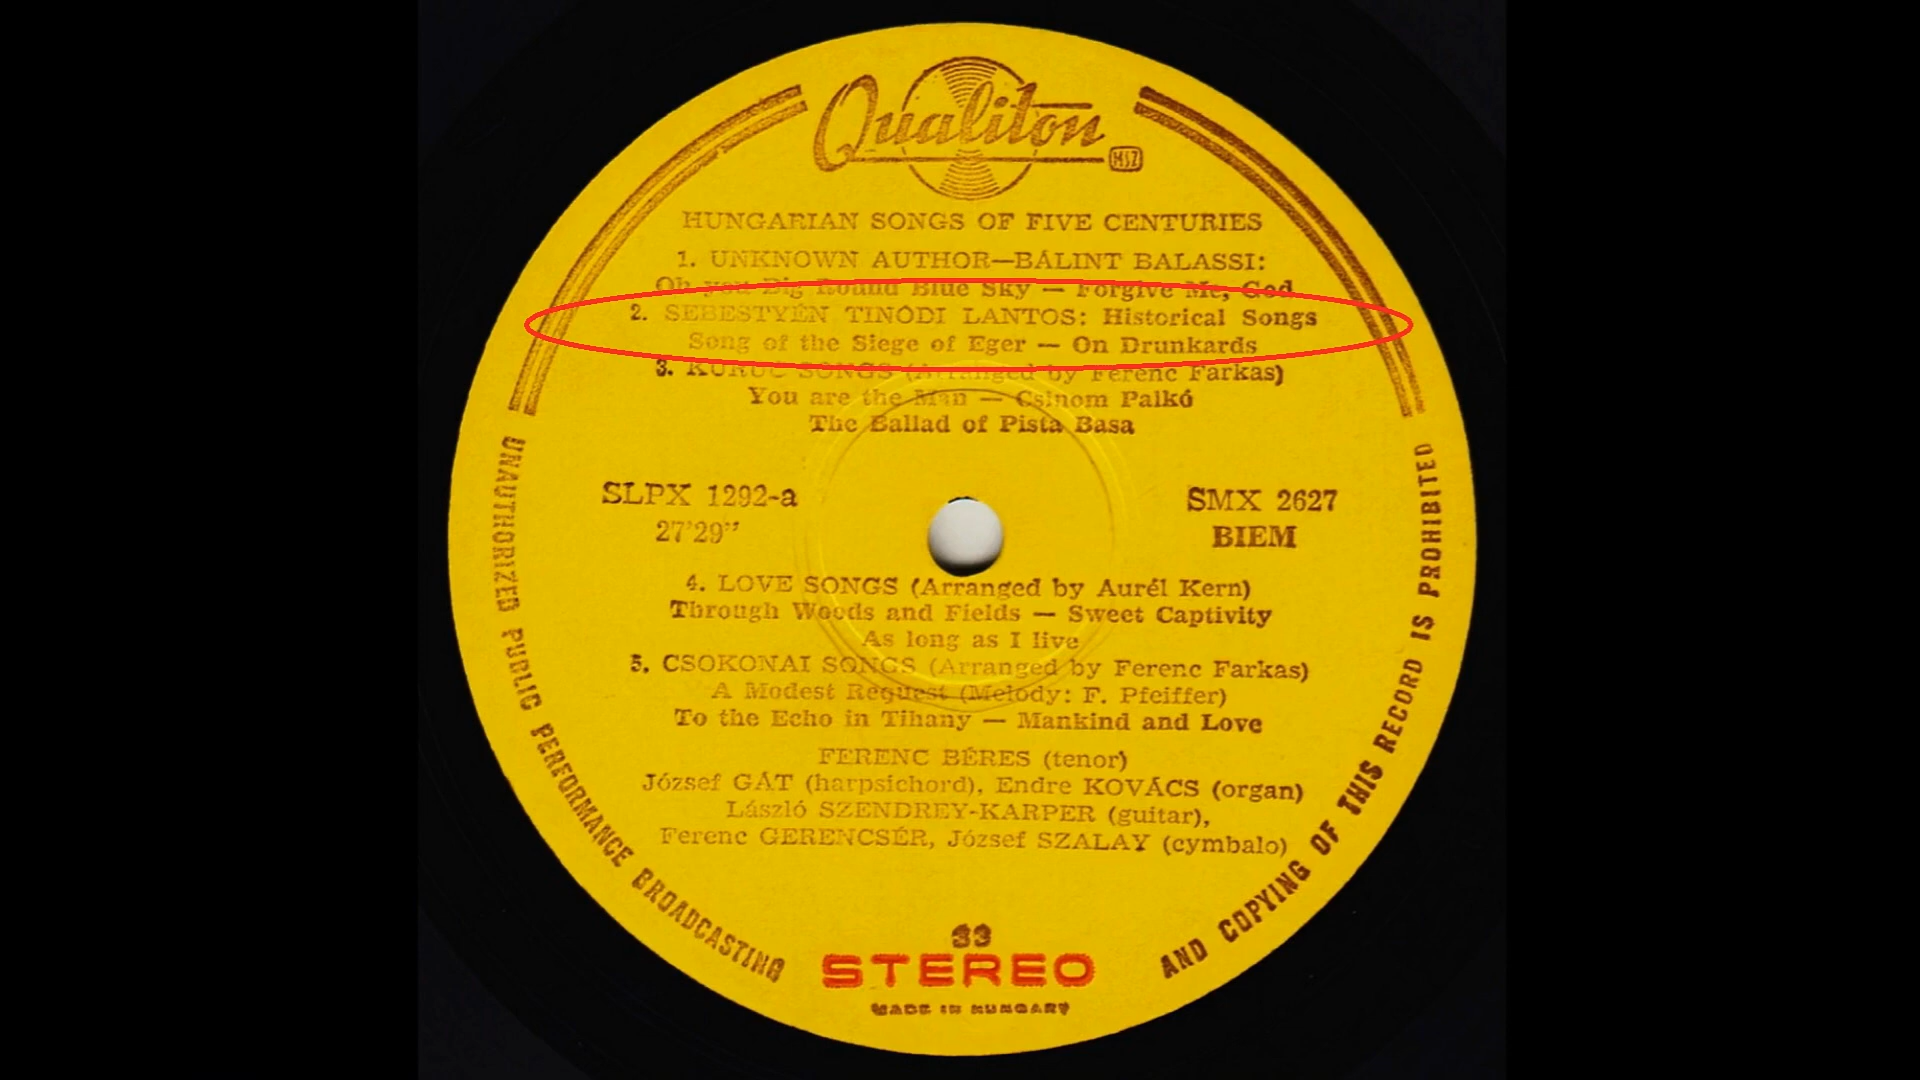 Qualiton
MSZ
HUNGARIAN SONGS OF FIVE CENTURIES
1. UNKNOWN AUTHOR—BÁLINT BALASSI:
Oh you Big Round Blue Sky — Forgive Me, God
2. SEBESTYÉN TINÓDI LANTOS: Historical Songs
Song of the Siege of Eger — On Drunkards
3. KURUC SONGS (Arranged by Ferenc Farkas)
You are the Man — Csinom Palkó
The Ballad of Pista Basa
SLPX 1292-a
27'29"
SMX 2627
BIEM
4. LOVE SONGS (Arranged by Aurél Kern)
Through Woods and Fields — Sweet Captivity
As long as I live
5. CSOKONAI SONGS (Arranged by Ferenc Farkas)
A Modest Request (Melody: F. Pfeiffer)
To the Echo in Tihany — Mankind and Love
FERENC BÉRES (tenor)
József GÁT (harpsichord), Endre KOVÁCS (organ)
László SZENDREY-KARPER (guitar),
Ferenc GERENCSÉR, József SZALAY (cymbalo)
33
STEREO
MADE IN HUNGARY
UNAUTHORIZED PUBLIC PERFORMANCE BROADCASTING AND COPYING OF THIS RECORD IS PROHIBITED